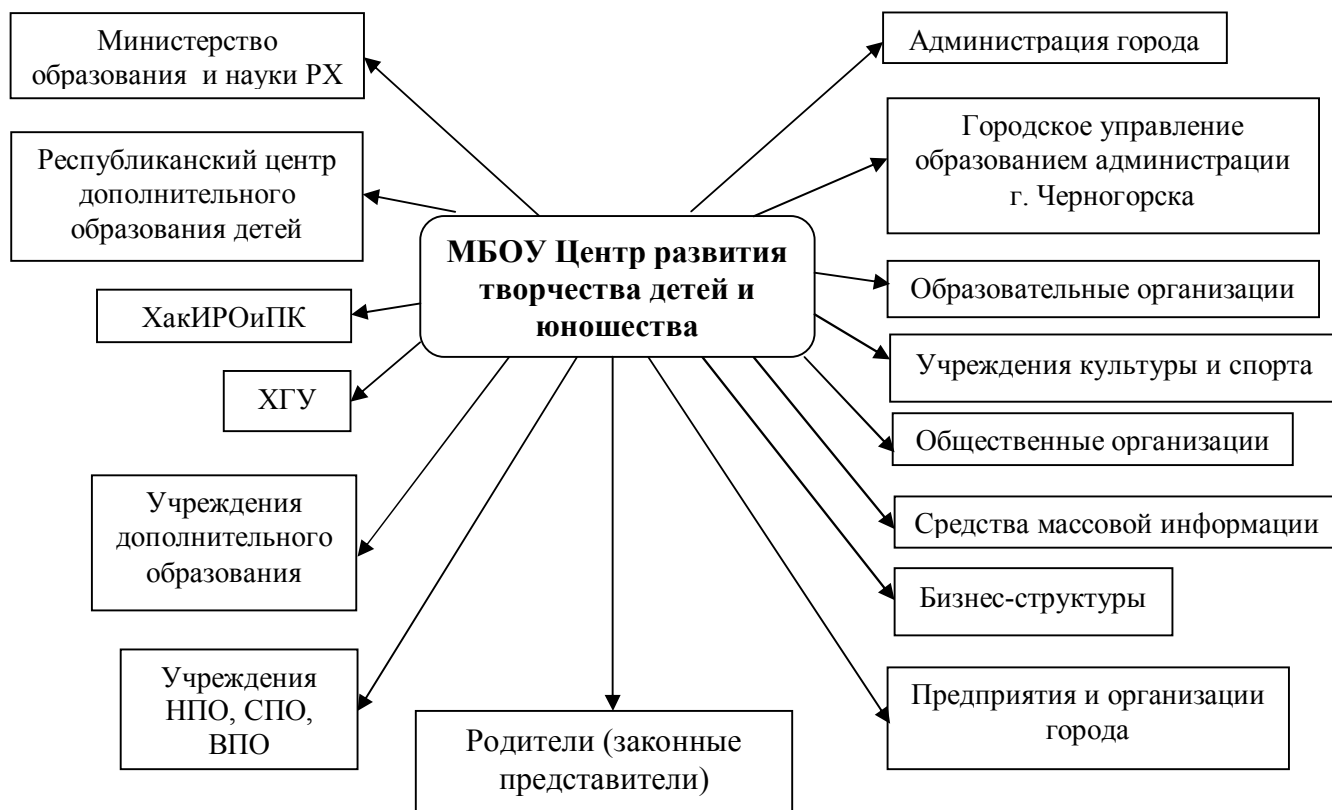 Министерство
образования и науки РХ
Администрация города
Республиканский центр
дополнительного
образования детей
Городское управление
образованием администрации
г. Черногорска
МБОУ Центр развития
творчества детей и
юношества
ХакИРОиПК
Образовательные организации
ХГУ
Учреждения культуры и спорта
Общественные организации
Учреждения
дополнительного
образования
Средства массовой информации
Бизнес-структуры
Учреждения
НПО, СПО,
ВПО
Родители (законные
представители)
Предприятия и организации
города